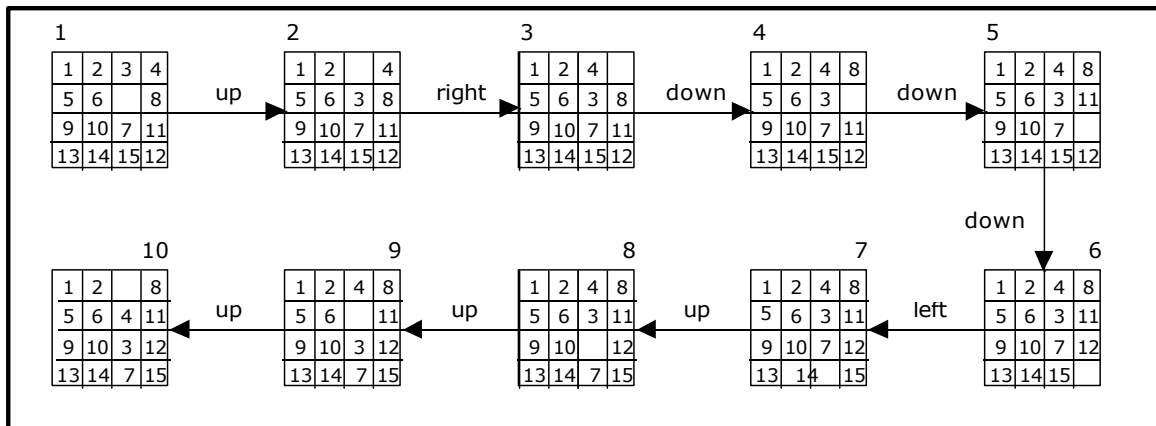 1 2 3 4 5
1 2 3 4
5 6 8
9 10 7 11
13 14 15 12
up
1 2 4
5 6 3 8
9 10 7 11
13 14 15 12
right
1 2 4
5 6 3 8
9 10 7 11
13 14 15 12
down
1 2 4 8
5 6 3
9 10 7 11
13 14 15 12
down
1 2 4 8
5 6 3 11
9 10 7
13 14 15 12
down
10 9 8 7 6
1 2 8
5 6 4 11
9 10 3 12
13 14 7 15
up
1 2 4 8
5 6 11
9 10 3 12
13 14 7 15
up
1 2 4 8
5 6 3 11
9 10 12
13 14 7 15
up
1 2 4 8
5 6 3 11
9 10 7 12
13 14 15
left
1 2 4 8
5 6 3 11
9 10 7 12
13 14 15